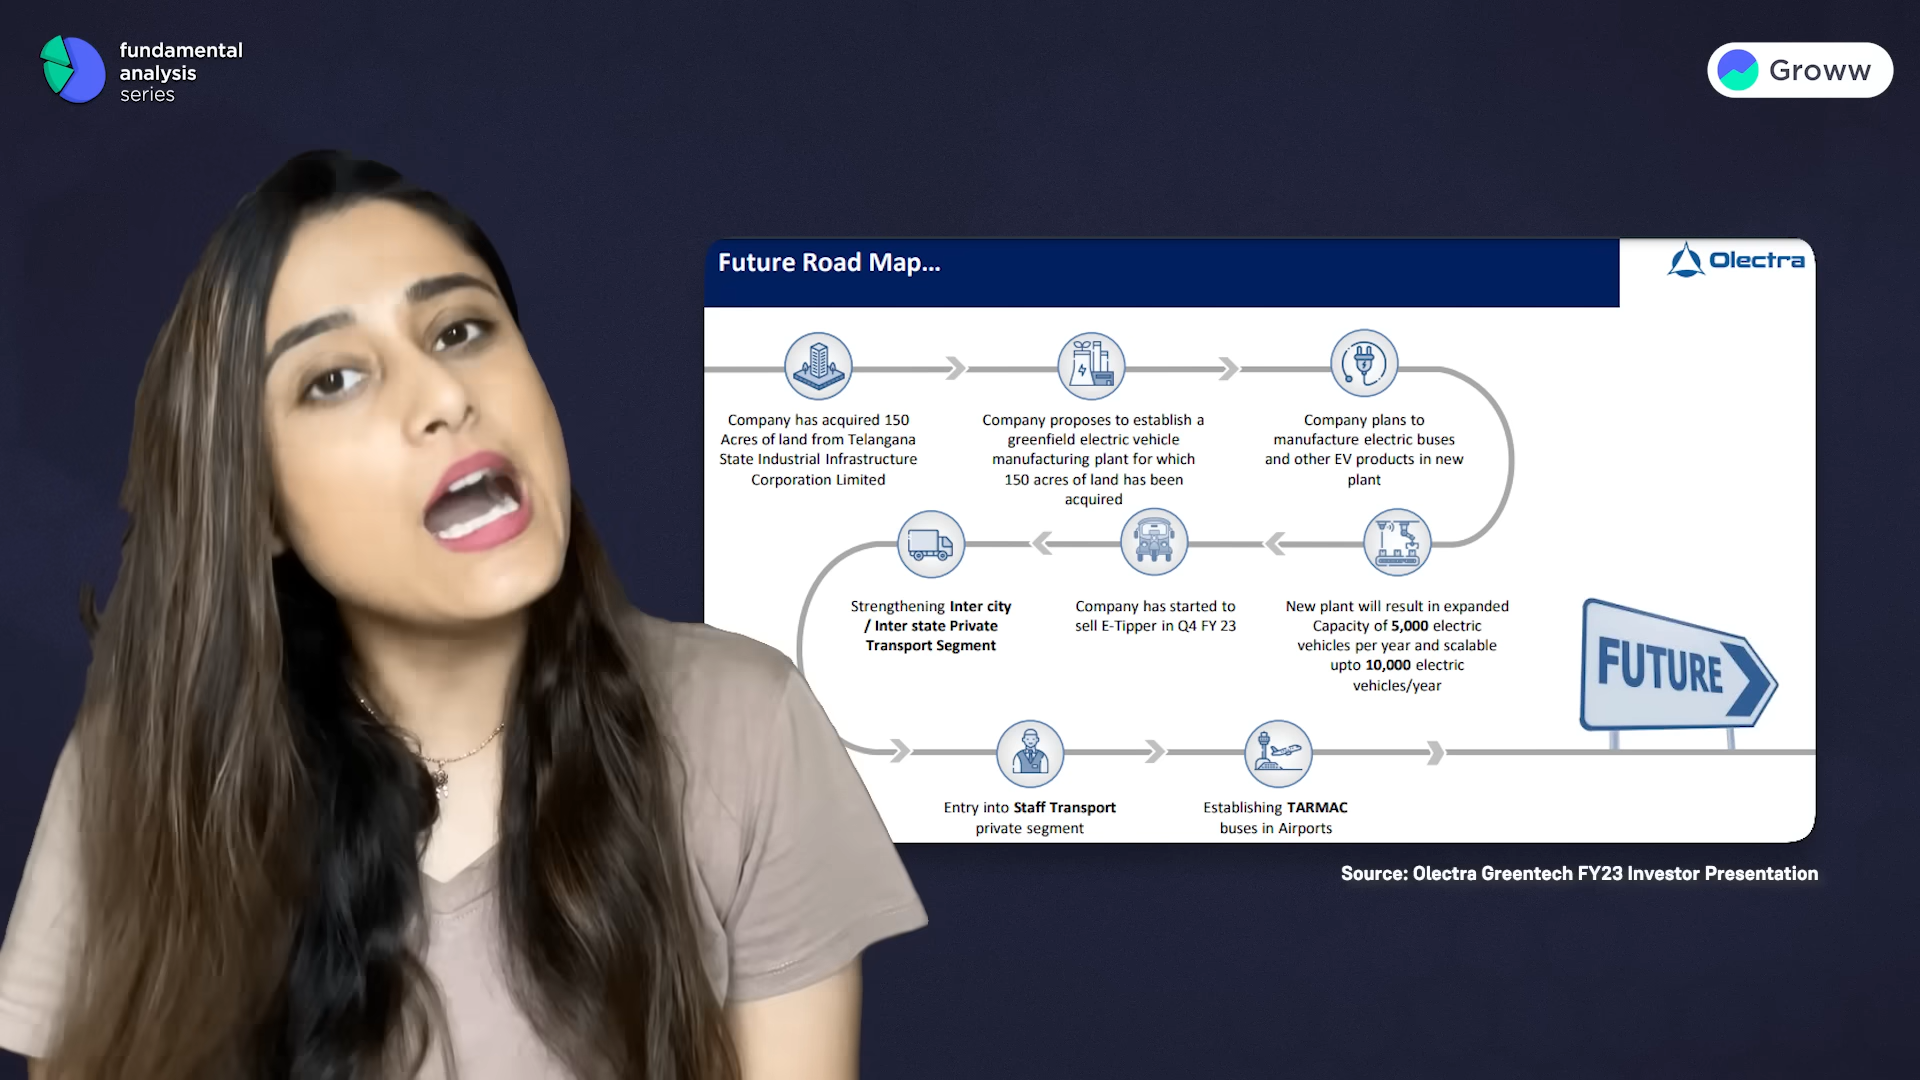 fundamental
analysis
series
Groww
Future Road Map...
Olectra
Company has acquired 150
Acres of land from Telangana
State Industrial Infrastructure
Corporation Limited
Company proposes to establish a
greenfield electric vehicle
manufacturing plant for which
150 acres of land has been
acquired
Company plans to
manufacture electric buses
and other EV products in new
plant
Strengthening Inter city
/ Inter state Private
Transport Segment
Company has started to
sell E-Tipper in Q4 FY 23
New plant will result in expanded
Capacity of 5,000 electric
vehicles per year and scalable
upto 10,000 electric
vehicles/year
FUTURE
Entry into Staff Transport
private segment
Establishing TARMAC
buses in Airports
Source: Olectra Greentech FY23 Investor Presentation